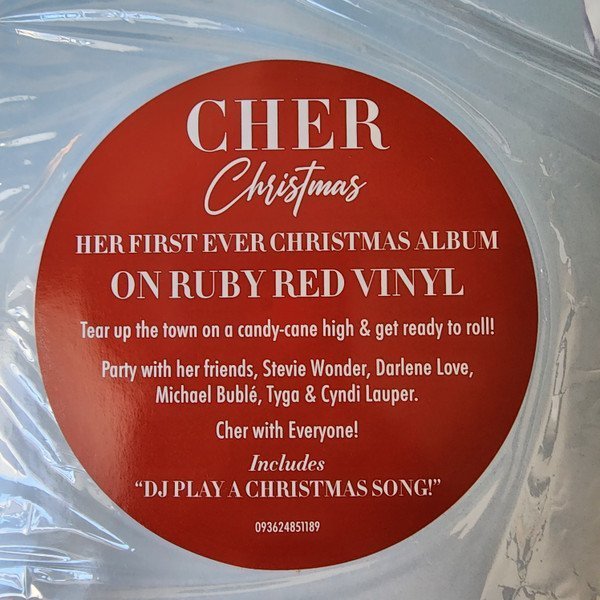 CHER
Christmas
HER FIRST EVER CHRISTMAS ALBUM
ON RUBY RED VINYL
Tear up the town on a candy-cane high & get ready to roll!
Party with her friends, Stevie Wonder, Darlene Love,
Michael Bublé, Tyga & Cyndi Lauper.
Cher with Everyone!
Includes
“DJ PLAY A CHRISTMAS SONG!”
093624851189